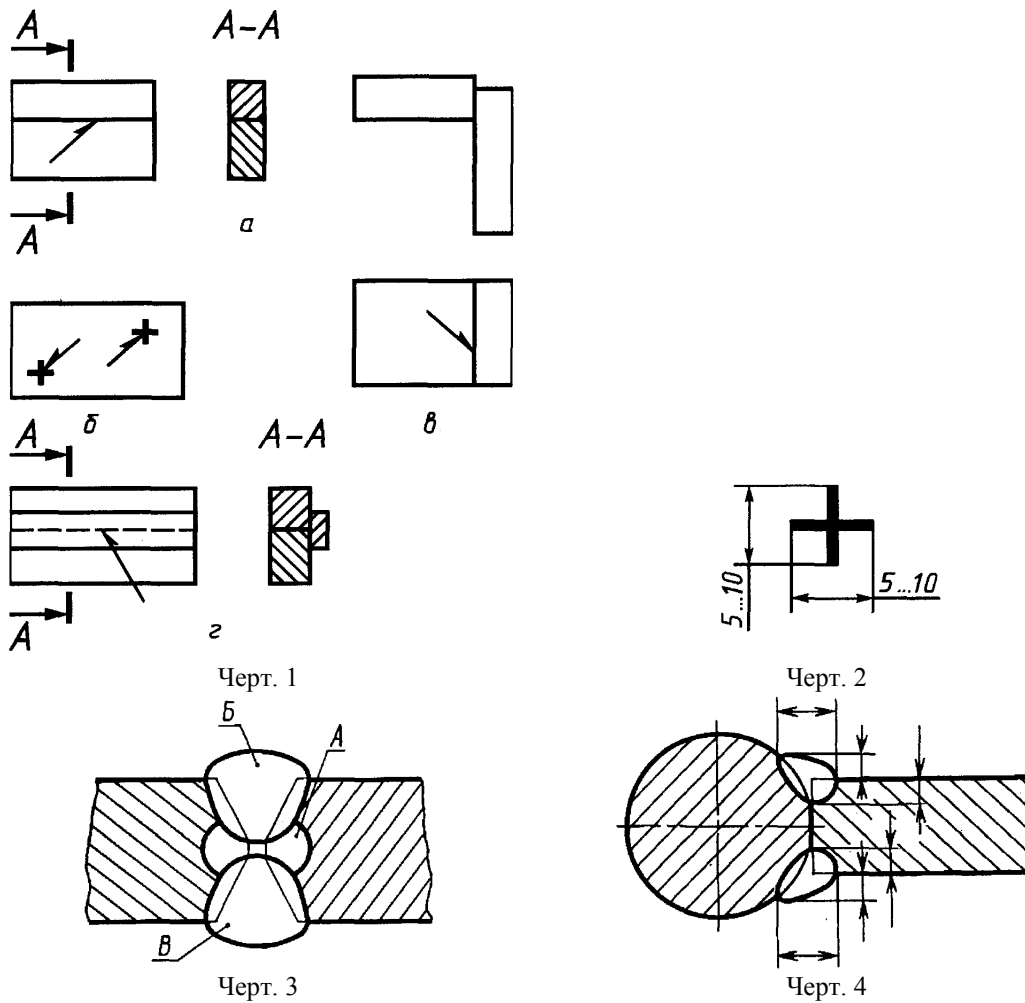 А
А–А
А
а
б
в
А
А–А
А
г
5...10
5...10
Черт. 1
Черт. 2
Б
А
В
Черт. 3
Черт. 4